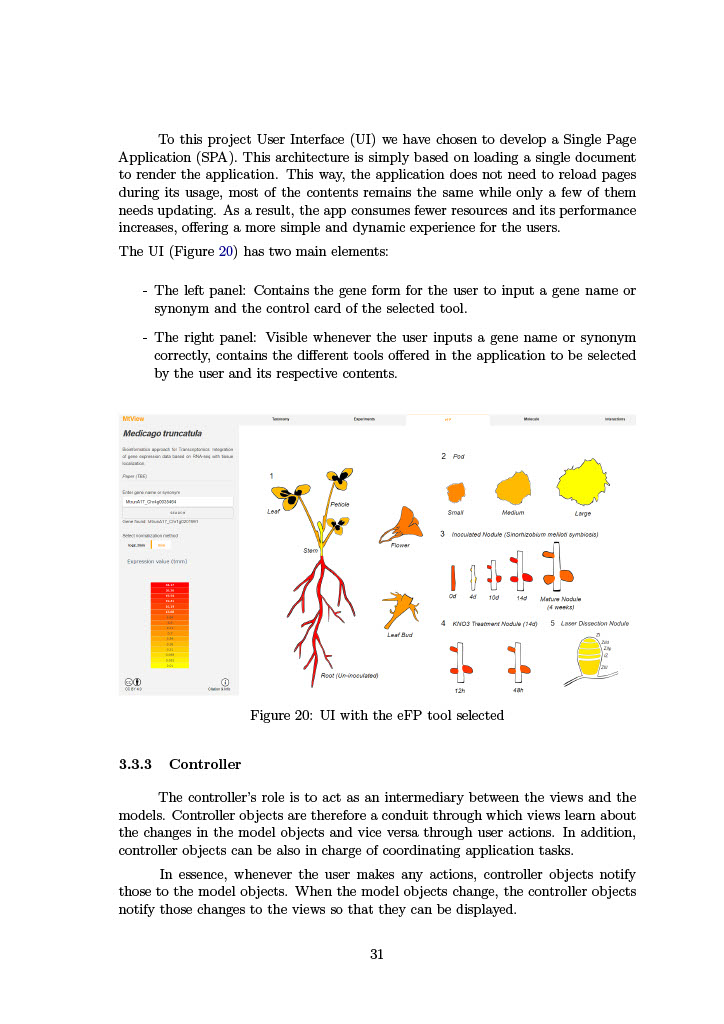 To this project User Interface (UI) we have chosen to develop a Single Page
Application (SPA). This architecture is simply based on loading a single document
to render the application. This way, the application does not need to reload pages
during its usage, most of the contents remains the same while only a few of them
needs updating. As a result, the app consumes fewer resources and its performance
increases, offering a more simple and dynamic experience for the users.
The UI (Figure 20) has two main elements:
- The left panel: Contains the gene form for the user to input a gene name or
synonym and the control card of the selected tool.
- The right panel: Visible whenever the user inputs a gene name or synonym
correctly, contains the different tools offered in the application to be selected
by the user and its respective contents.
MtView
Taxonomy Experiments eFP Molecule Interactions
Medicago truncatula
Bioinformatics approach for Transcriptomics: Integration
of gene expression data based on RNA-seq with tissue
localization.
Paper (TBE)
Enter gene name or synonym
SEARCH
Select normalization method
Expression value (tmm)
CC BY 4.0
Citation & Info
1
Leaf
Petiole
Stem
Flower
Leaf Bud
Root (Un-inoculated)
2 Pod
Small Medium Large
3 Inoculated Nodule (Sinorhizobium meliloti symbiosis)
0d 4d 10d 14d Mature Nodule
(4 weeks)
4 KNO3 Treatment Nodule (14d)
12h 48h
5 Laser Dissection Nodule
Figure 20: UI with the eFP tool selected
3.3.3 Controller
The controller's role is to act as an intermediary between the views and the
models. Controller objects are therefore a conduit through which views learn about
the changes in the model objects and vice versa through user actions. In addition,
controller objects can be also in charge of coordinating application tasks.
In essence, whenever the user makes any actions, controller objects notify
those to the model objects. When the model objects change, the controller objects
notify those changes to the views so that they can be displayed.
31